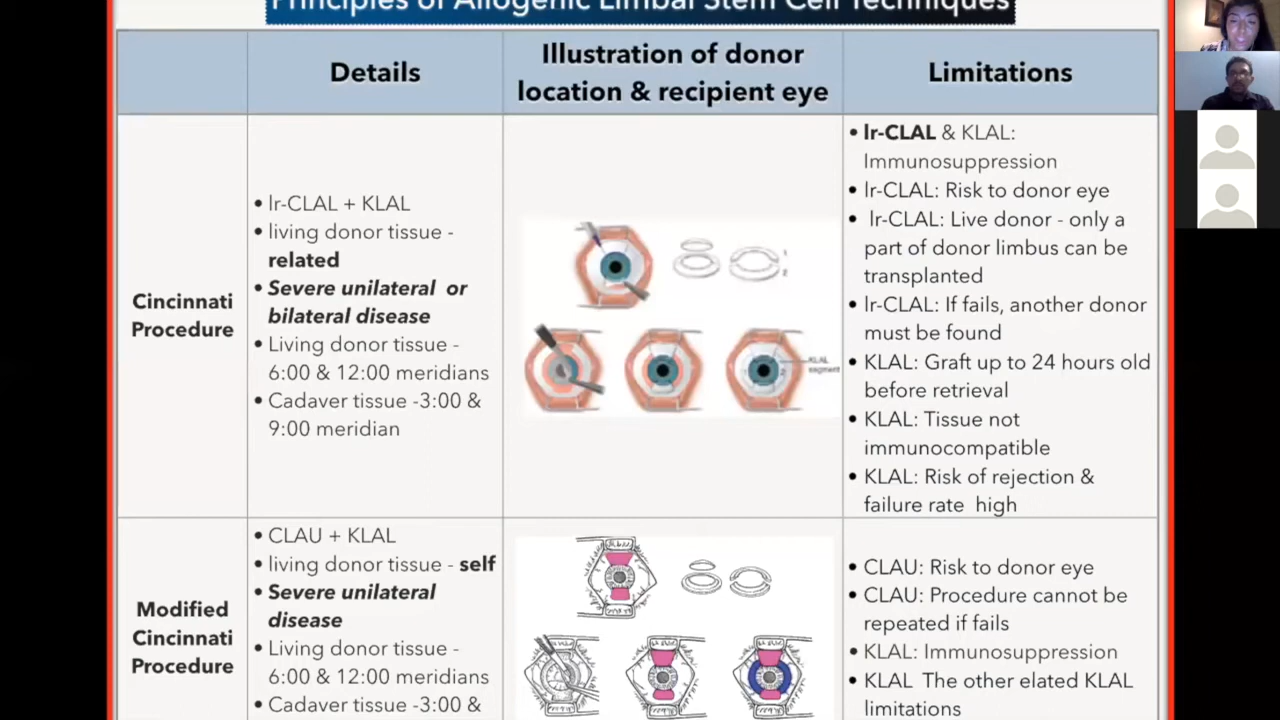 Principles of Allogenic Limbal Stem Cell Techniques
Details
Illustration of donor
location & recipient eye
Limitations
Cincinnati
Procedure
• lr-CLAL + KLAL
• living donor tissue -
related
• Severe unilateral or
bilateral disease
• Living donor tissue -
6:00 & 12:00 meridians
• Cadaver tissue -3:00 &
9:00 meridian
1
2
KLAL
segment
• lr-CLAL & KLAL:
Immunosuppression
• lr-CLAL: Risk to donor eye
• lr-CLAL: Live donor - only a
part of donor limbus can be
transplanted
• lr-CLAL: If fails, another donor
must be found
• KLAL: Graft up to 24 hours old
before retrieval
• KLAL: Tissue not
immunocompatible
• KLAL: Risk of rejection &
failure rate high
Modified
Cincinnati
Procedure
• CLAU + KLAL
• living donor tissue - self
• Severe unilateral
disease
• Living donor tissue -
6:00 & 12:00 meridians
• Cadaver tissue -3:00 &
• CLAU: Risk to donor eye
• CLAU: Procedure cannot be
repeated if fails
• KLAL: Immunosuppression
• KLAL The other elated KLAL
limitations